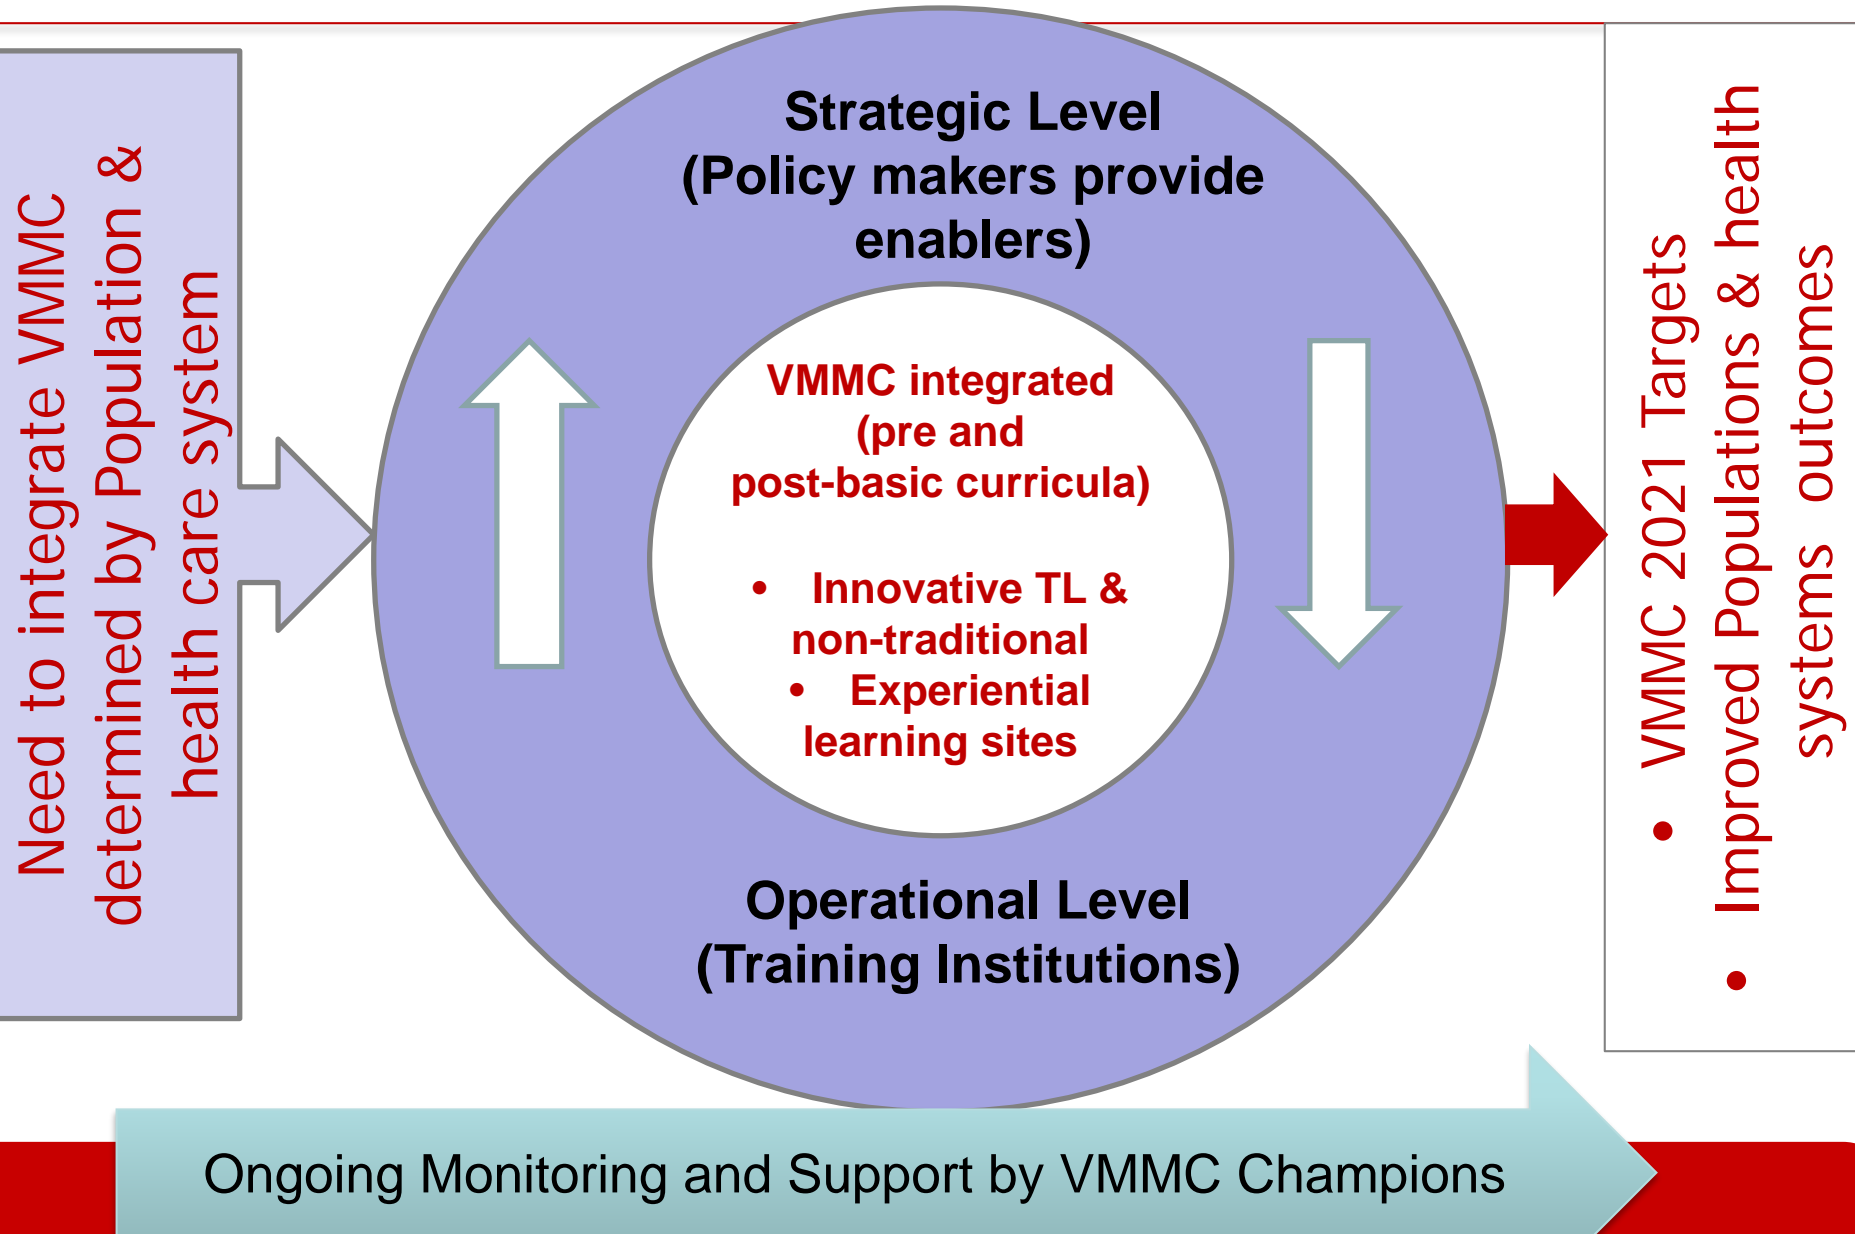 Need to integrate VMMC
determined by Population &
health care system
Strategic Level
(Policy makers provide
enablers)
VMMC integrated
(pre and
post-basic curricula)
• Innovative TL &
non-traditional
• Experiential
learning sites
Operational Level
(Training Institutions)
• VMMC 2021 Targets
• Improved Populations & health
systems outcomes
Ongoing Monitoring and Support by VMMC Champions